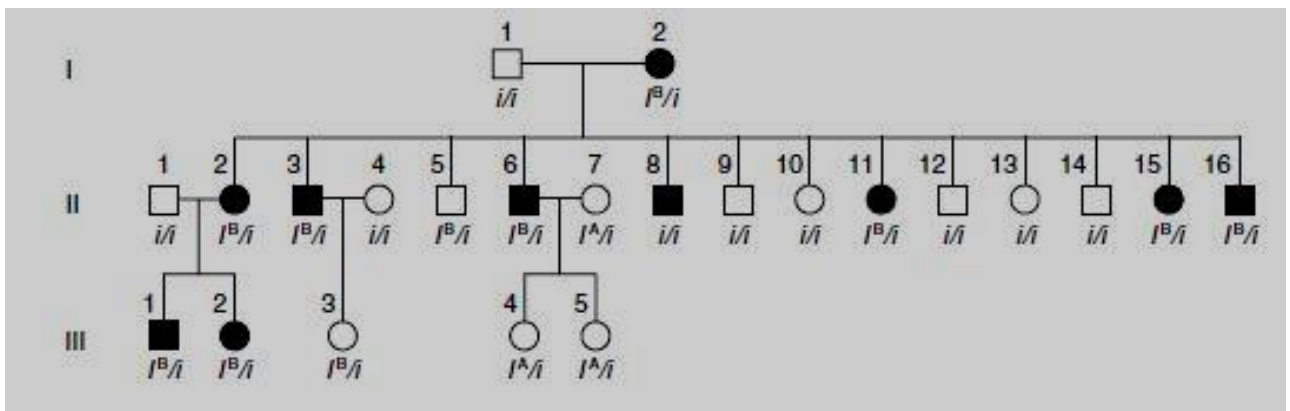 1 2
I
i/i I^B/i
1 2 3 4 5 6 7 8 9 10 11 12 13 14 15 16
II
i/i I^B/i I^B/i i/i I^B/i I^B/i I^A/i i/i i/i i/i I^B/i i/i i/i i/i I^B/i I^B/i
1 2 3 4 5
III
I^B/i I^B/i I^B/i I^A/i I^A/i